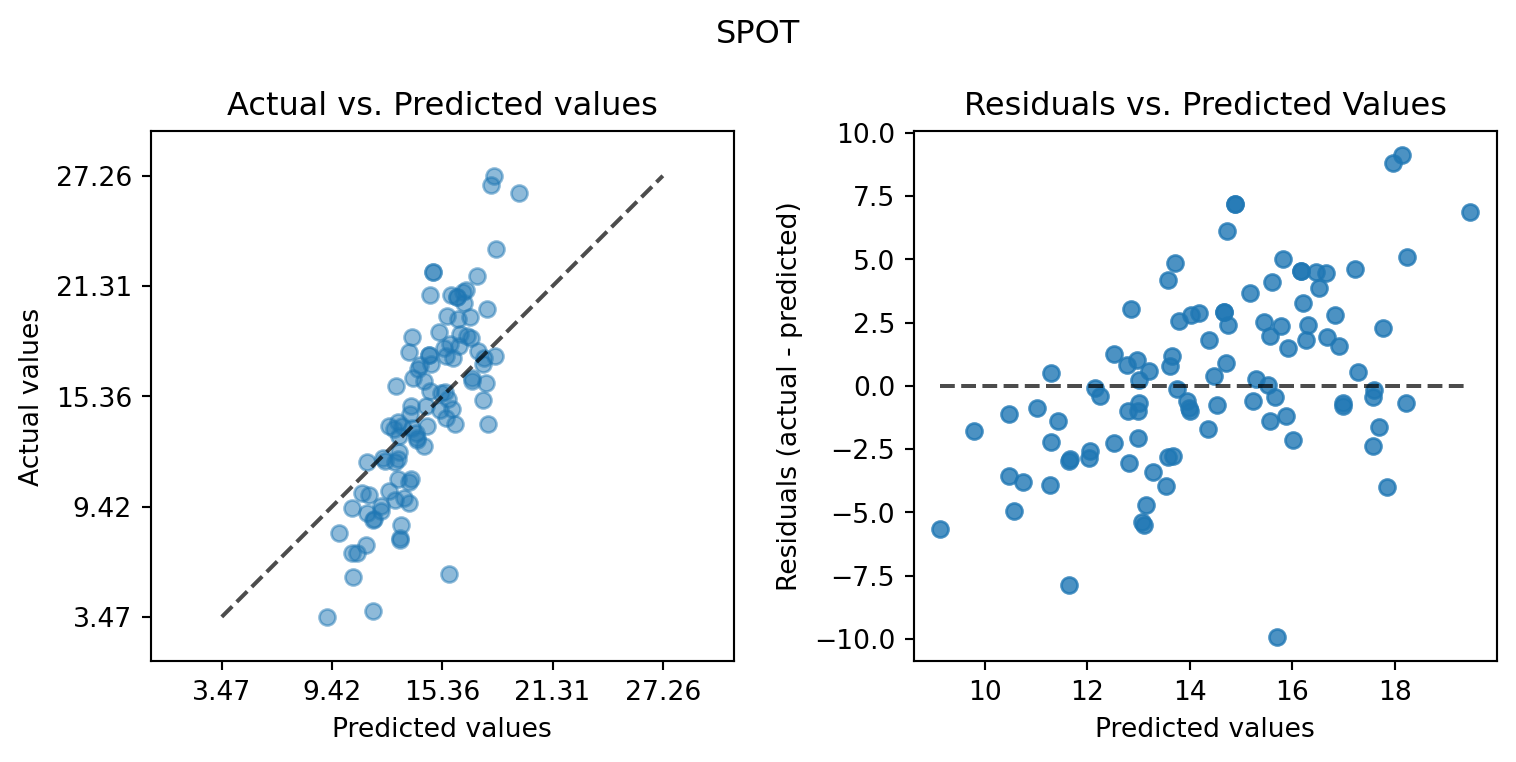 SPOT
Actual vs. Predicted values
27.26
21.31
15.36
9.42
3.47
Actual values
3.47 9.42 15.36 21.31 27.26
Predicted values
Residuals vs. Predicted Values
10.0
7.5
5.0
2.5
0.0
−2.5
−5.0
−7.5
−10.0
Residuals (actual - predicted)
10 12 14 16 18
Predicted values